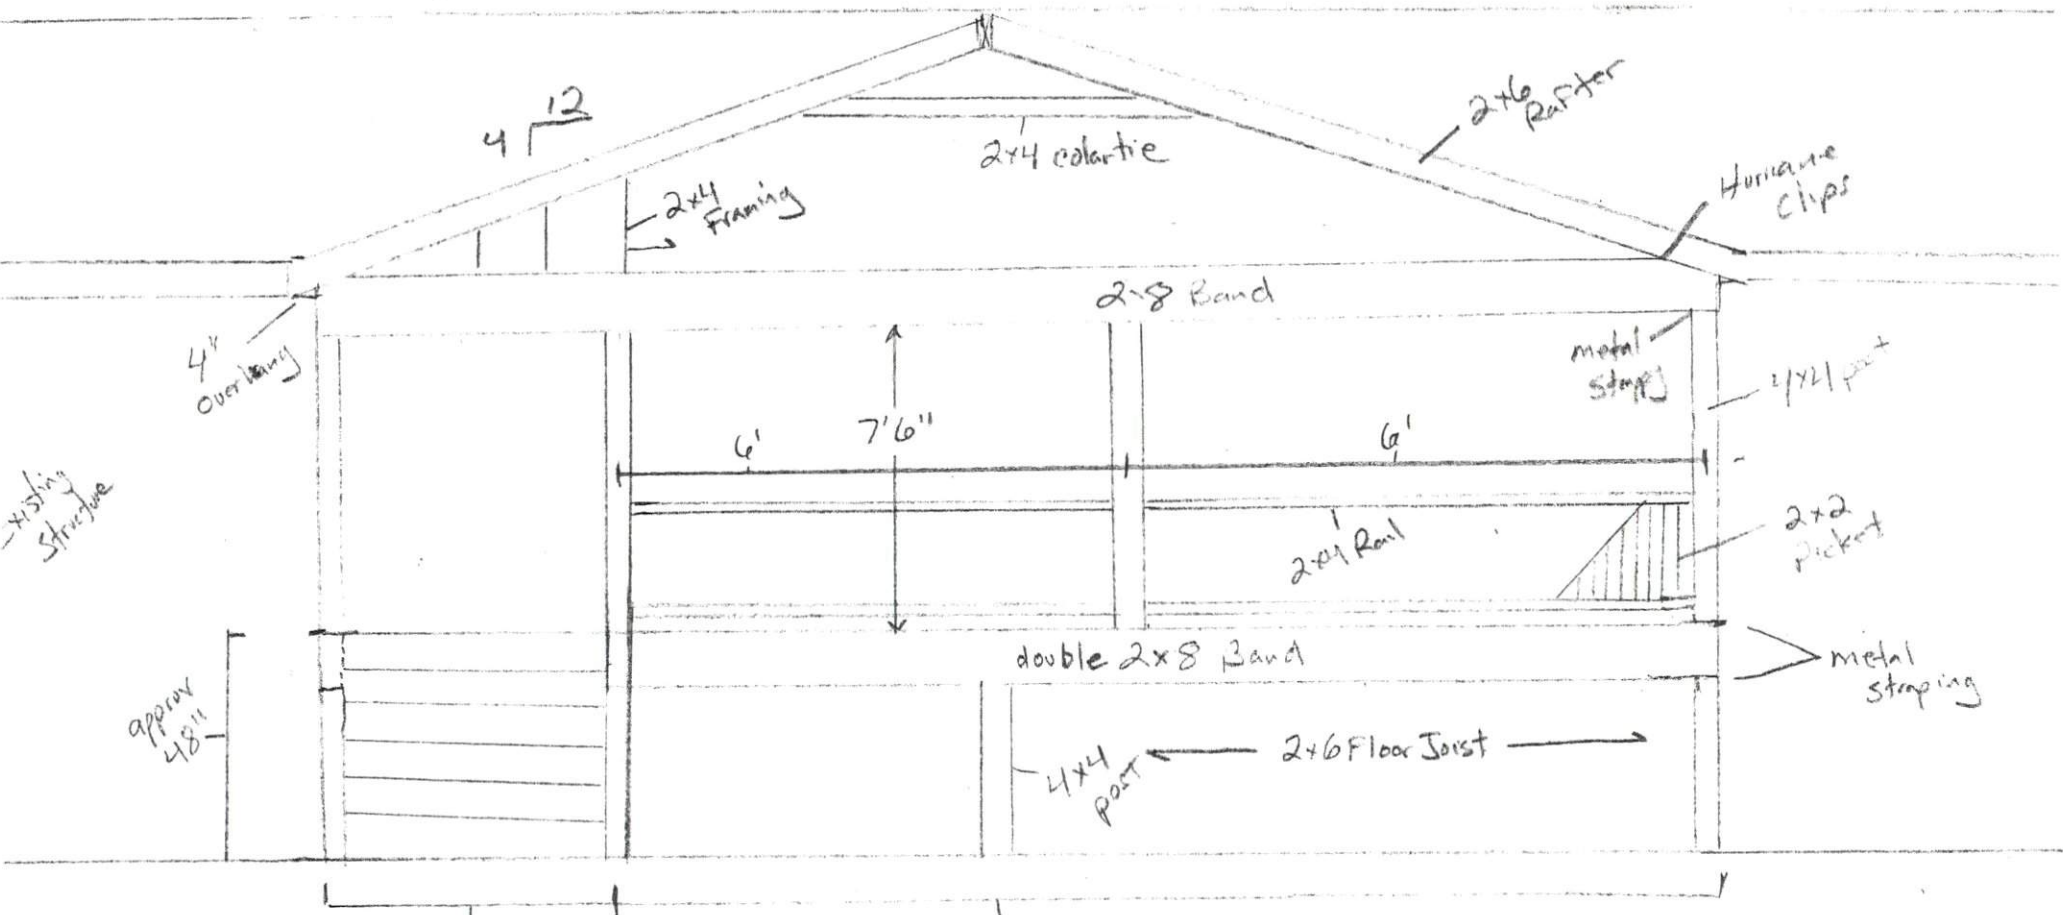 12
4
2x4 colartie
2x6
Rafter
Hurricane
Clips
2x4
Framing
2x8 Band
4"
Overhang
metal
4x4 post
6'
7'6"
6'
xisting
Structure
2x4 Rail
2x2
Picket
double 2x8 Band
metal
straping
approx
48"
4x4
post
2x6 Floor Joist